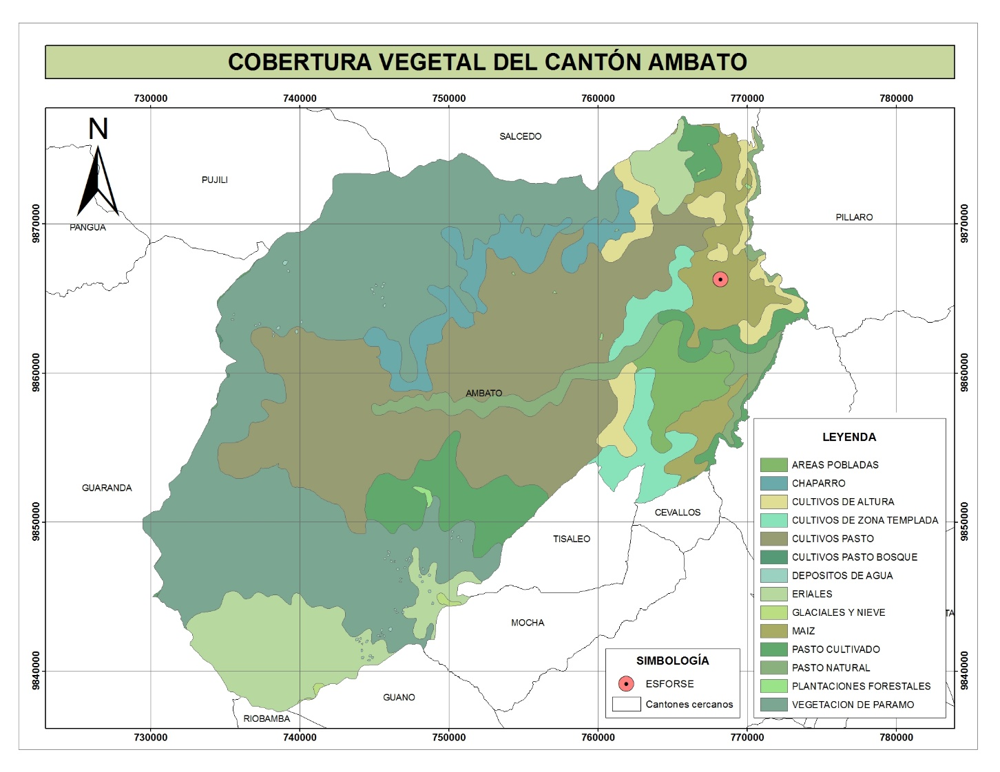 COBERTURA VEGETAL DEL CANTÓN AMBATO
730000 740000 750000 760000 770000 780000
N
SALCEDO
PUJILI
PANGUA
PILLARO
9870000 9870000
9860000 9860000
AMBATO
GUARANDA
9850000 9850000
CEVALLOS
TISALEO
MOCHA
TA
GUANO
RIOBAMBA
9840000 9840000
LEYENDA
AREAS POBLADAS
CHAPARRO
CULTIVOS DE ALTURA
CULTIVOS DE ZONA TEMPLADA
CULTIVOS PASTO
CULTIVOS PASTO BOSQUE
DEPOSITOS DE AGUA
ERIALES
GLACIALES Y NIEVE
MAIZ
PASTO CULTIVADO
PASTO NATURAL
PLANTACIONES FORESTALES
VEGETACION DE PARAMO
SIMBOLOGÍA
ESFORSE
Cantones cercanos
730000 740000 750000 760000 770000 780000